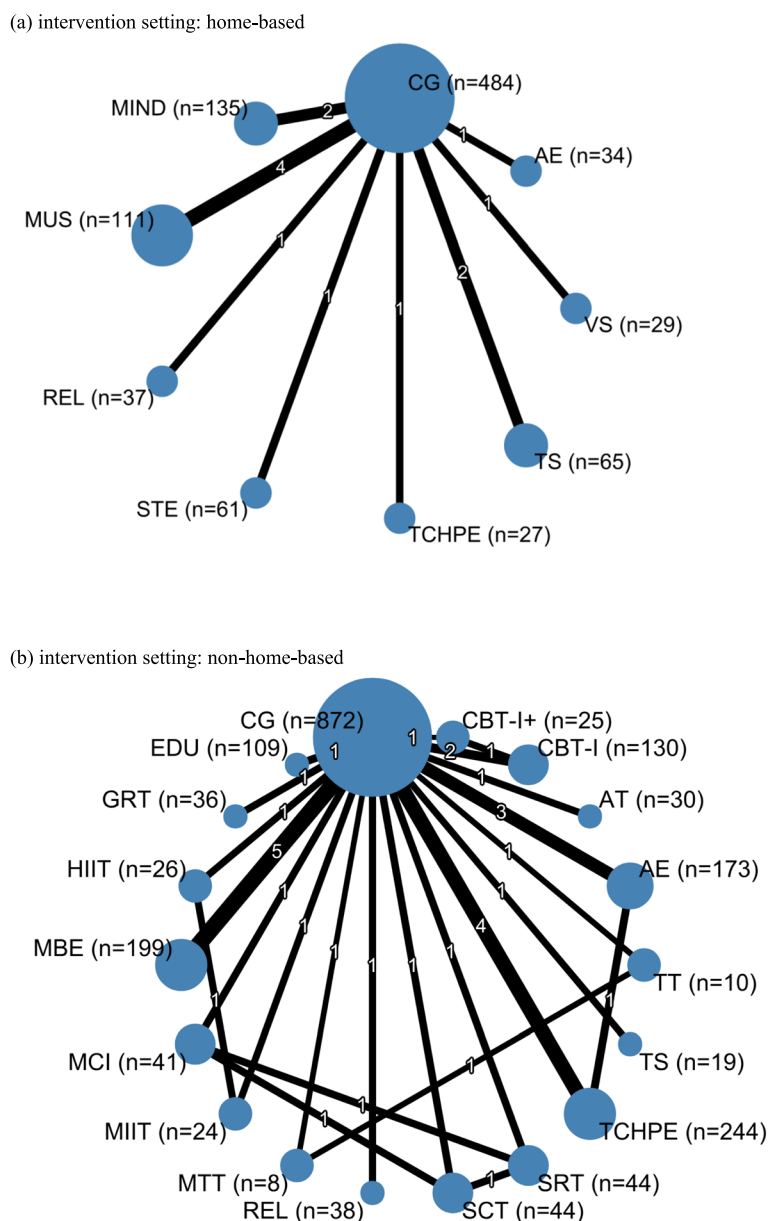 (a) intervention setting: home-based
CG (n=484)
MIND (n=135)
2
1
AE (n=34)
4
MUS (n=111)
1
1
2
1
1
VS (n=29)
REL (n=37)
TS (n=65)
STE (n=61)
TCHPE (n=27)
(b) intervention setting: non-home-based
CG (n=872)
CBT-I+ (n=25)
1
EDU (n=109)
1
2
1
CBT-I (n=130)
1
1
GRT (n=36)
AT (n=30)
1
3
5
1
HIIT (n=26)
AE (n=173)
1
1
1
4
MBE (n=199)
1
1
1
1
TT (n=10)
1
1
MCI (n=41)
TS (n=19)
1
1
1
MIIT (n=24)
TCHPE (n=244)
MTT (n=8)
1
SRT (n=44)
REL (n=38)
SCT (n=44)